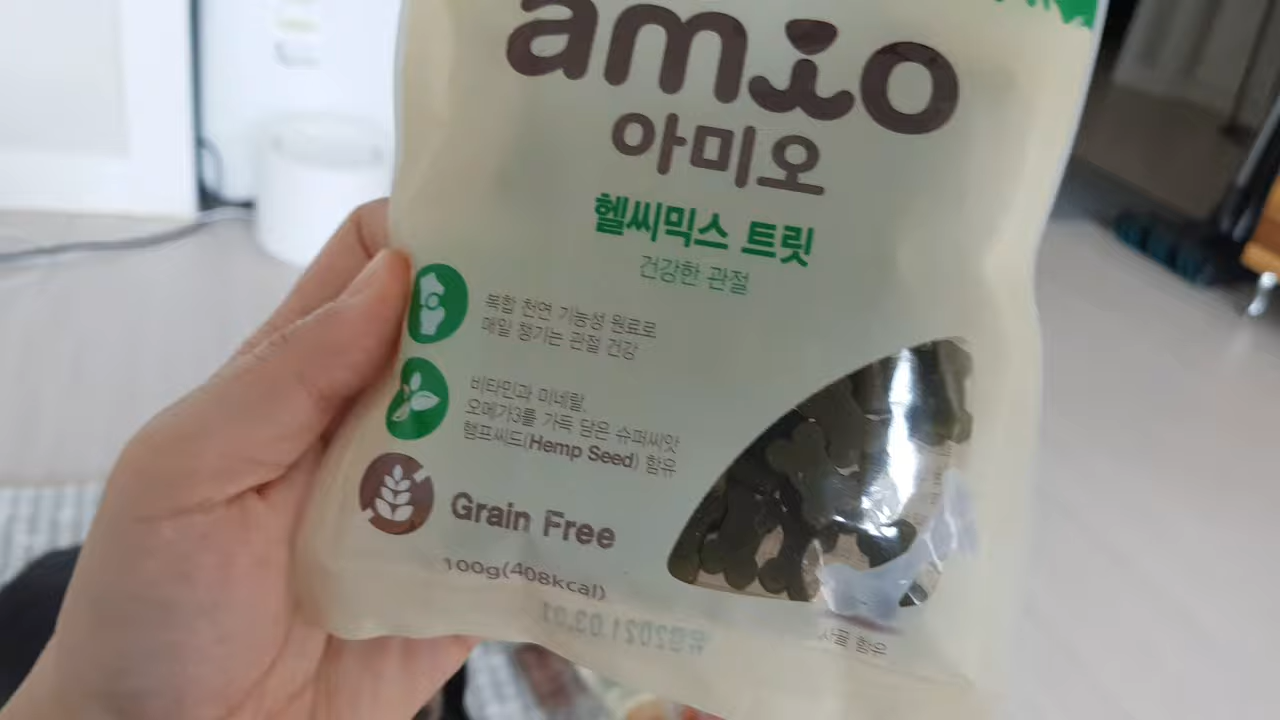 amio
아미오
헬씨믹스 트릿
건강한 관절
복합 천연 기능성 원료로
매일 챙기는 관절 건강
비타민과 미네랄,
오메가3를 가득 담은 슈퍼씨앗
햄프씨드(Hemp Seed) 함유
Grain Free
100g(408kcal)
함유